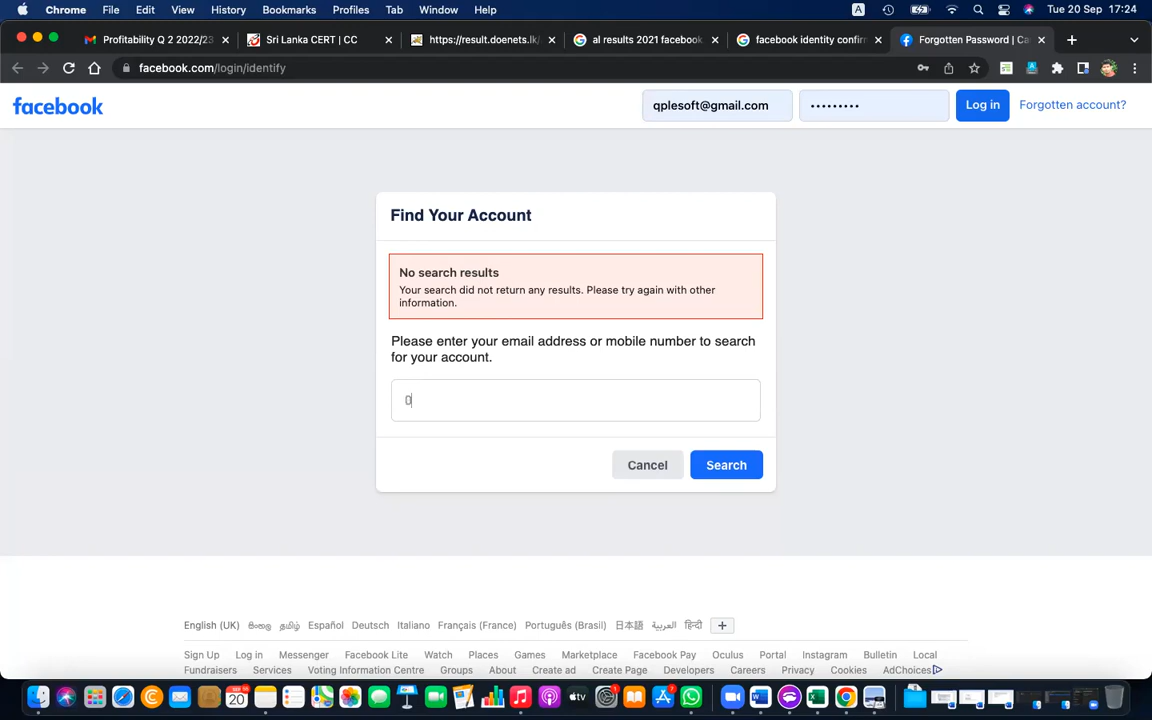 Chrome File Edit View History Bookmarks Profiles Tab Window Help A Tue 20 Sep 17:24
Profitability Q 2 2022/23 Sri Lanka CERT | CC https://result.doenets.lk/ al results 2021 facebook facebook identity confir Forgotten Password | Ca
facebook.com/login/identify
facebook qplesoft@gmail.com ••••••••• Log in Forgotten account?
Find Your Account
No search results
Your search did not return any results. Please try again with other
information.
Please enter your email address or mobile number to search
for your account.
0
Cancel Search
English (UK) සිංහල தமிழ் Español Deutsch Italiano Français (France) Português (Brasil) 日本語 العربية हिन्दी +
Sign Up Log in Messenger Facebook Lite Watch Places Games Marketplace Facebook Pay Oculus Portal Instagram Bulletin Local
Fundraisers Services Voting Information Centre Groups About Create ad Create Page Developers Careers Privacy Cookies AdChoices
20
tv